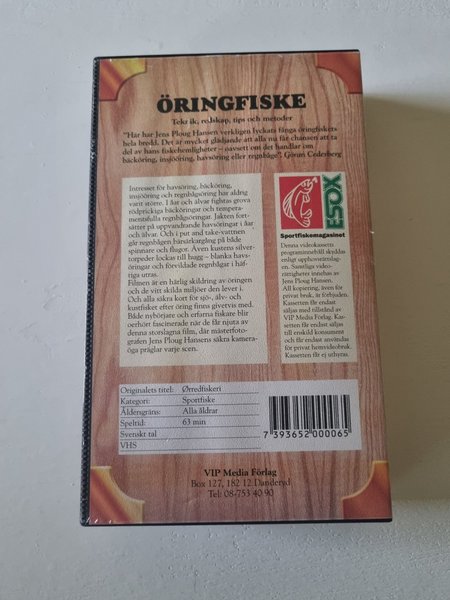 ÖRINGFISKE
Teknik, redskap, tips och metoder
"Här har Jens Ploug Hansen verkligen lyckats fånga öringfiskets
hela bredd. Det är mycket glädjande att alla nu får chansen att ta
del av hans fiskehemligheter – oavsett om det handlar om
bäcköring, insjööring, havsöring eller regnbåge". Göran Cederberg
Intresset för havsöring, bäcköring,
insjööring och regnbågsöring har aldrig
varit större. I åar och älvar fightas grova
rödprickiga bäcköringar och tempera-
mentsfulla regnbågsöringar. Jakten fort-
sätter på uppvandrande havsöringar i åar
och älvar. Och i put and take-vattnen
går regnbågen hänsärkangläng på både
spinnare och flugor. Även kustens silver-
torpeder lockas till hugg – blanka havs-
öringar och förvildade regnbågar i häf-
tiga utras.
Filmen är en härlig skildring av öringen
och de vitt skilda miljöer den lever i.
Och alla säkra kort för sjö-, älv- och
kustfisket efter öring finns givetvis med.
Både nybörjare och erfarna fiskare blir
oerhört fascinerade när de får njuta av
denna storslagna film, där mästerfoto-
grafen Jens Ploug Hansens säkra kamera-
öga präglar varje scen.
ESOX
Sportfiskemagasinet
Denna videokassetts
programinnehåll skyddas
enligt upphovsrättslag-
en. Samtliga video-
rättigheter innehas av
Jens Ploug Hansen.
All kopiering, även för
privat bruk, är förbjuden.
Kassetten får endast
säljas med tillstånd av
VIP Media Förlag. Kas-
setten får endast säljas
till enskild konsument
och får endast användas
för privat hemvideobruk.
Kassetten får ej uthyras.
Originalets titel: Ørredfiskeri
Kategori: Sportfiske
Åldersgräns: Alla åldrar
Speltid: 63 min
Svenskt tal
VHS
7 393652 000065
VIP Media Förlag
Box 127, 182 12 Danderyd
Tel: 08-753 40 90